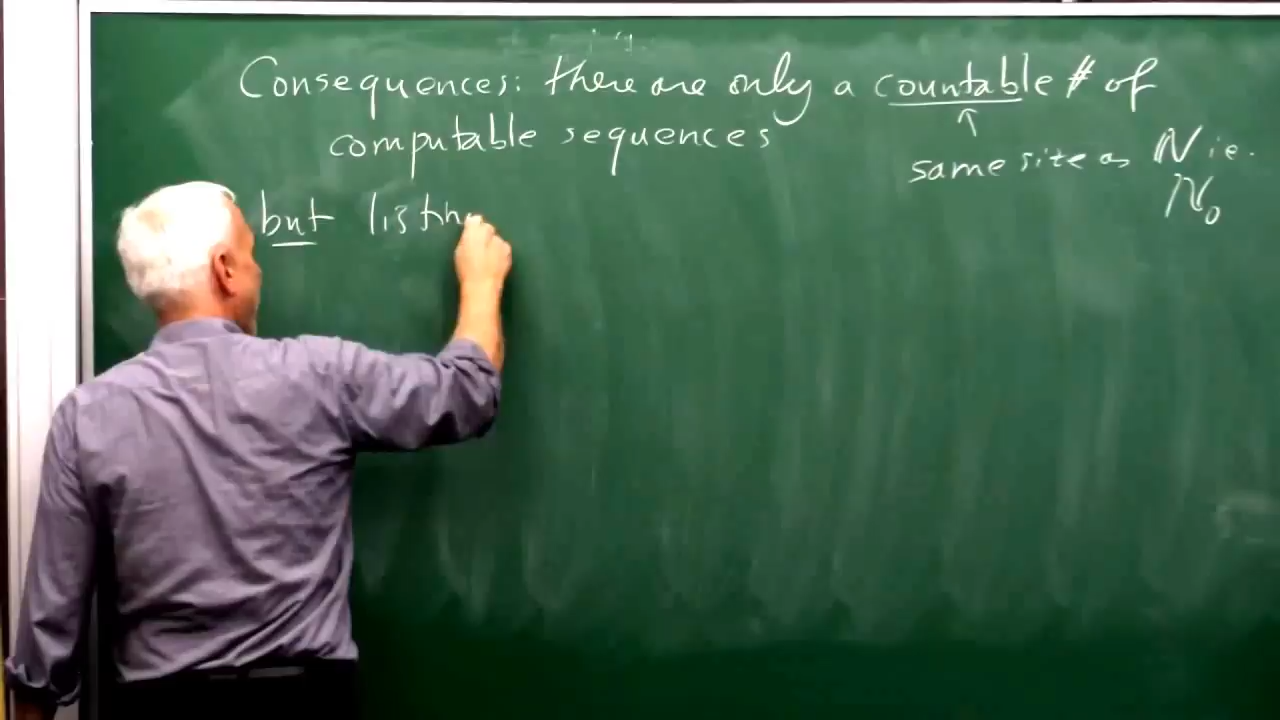 Consequences: there are only a countable # of
computable sequences
same size as ℕ i.e.
ℵ₀
but listin